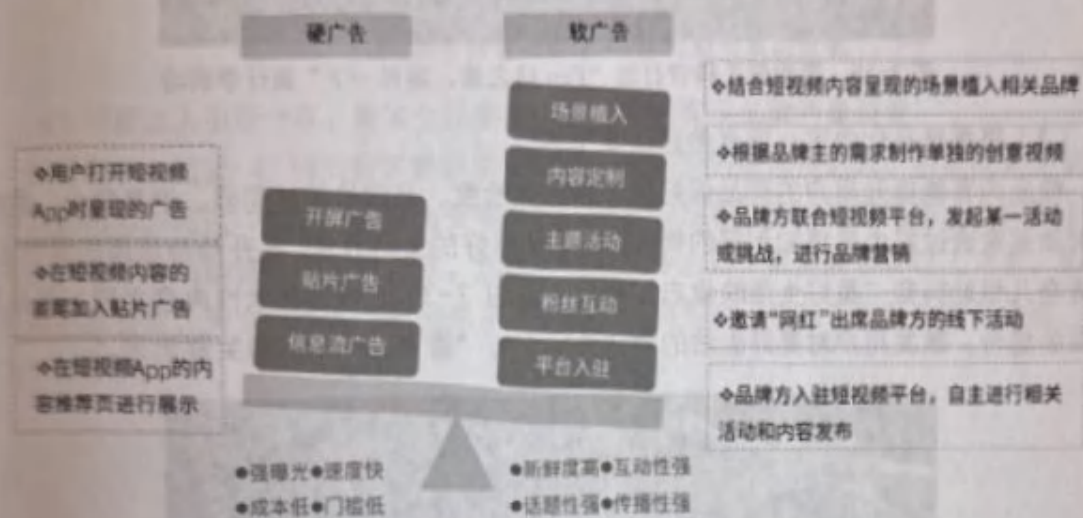 硬广告
软广告
❖用户打开短视频
App时呈现的广告
❖在短视频内容的
首尾加入贴片广告
❖在短视频App的内
容推荐页进行展示
开屏广告
贴片广告
信息流广告
场景植入
内容定制
主题活动
粉丝互动
平台入驻
❖结合短视频内容呈现的场景植入相关品牌
❖根据品牌主的需求制作单独的创意视频
❖品牌方联合短视频平台，发起某一活动
或挑战，进行品牌营销
❖邀请“网红”出席品牌方的线下活动
❖品牌方入驻短视频平台，自主进行相关
活动和内容发布
●强曝光●速度快
●成本低●门槛低
●新鲜度高●互动性强
●话题性强●传播性强